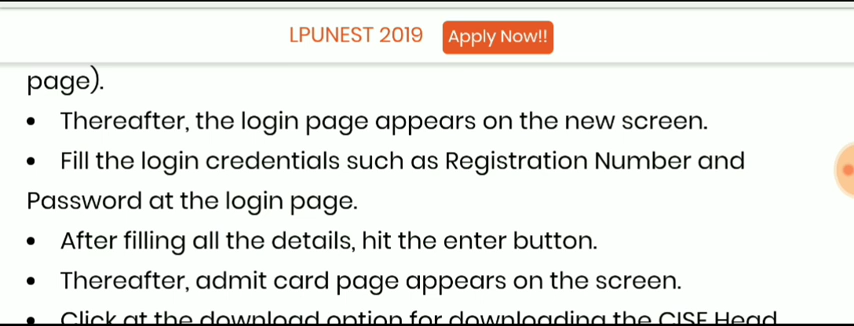 LPUNEST 2019 Apply Now!!
page).
• Thereafter, the login page appears on the new screen.
• Fill the login credentials such as Registration Number and
Password at the login page.
• After filling all the details, hit the enter button.
• Thereafter, admit card page appears on the screen.
• Click at the download option for downloading the CISF Head